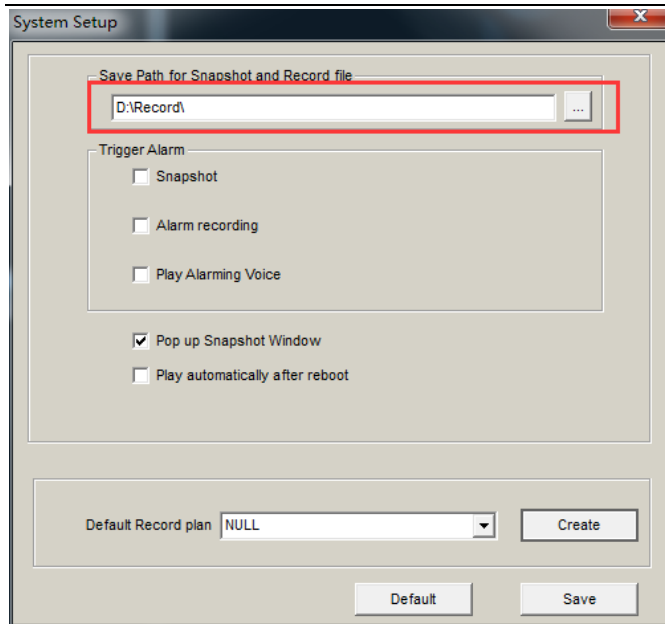 System Setup
Save Path for Snapshot and Record file
D:\Record\
...
Trigger Alarm
Snapshot
Alarm recording
Play Alarming Voice
Pop up Snapshot Window
Play automatically after reboot
Default Record plan NULL Create
Default Save